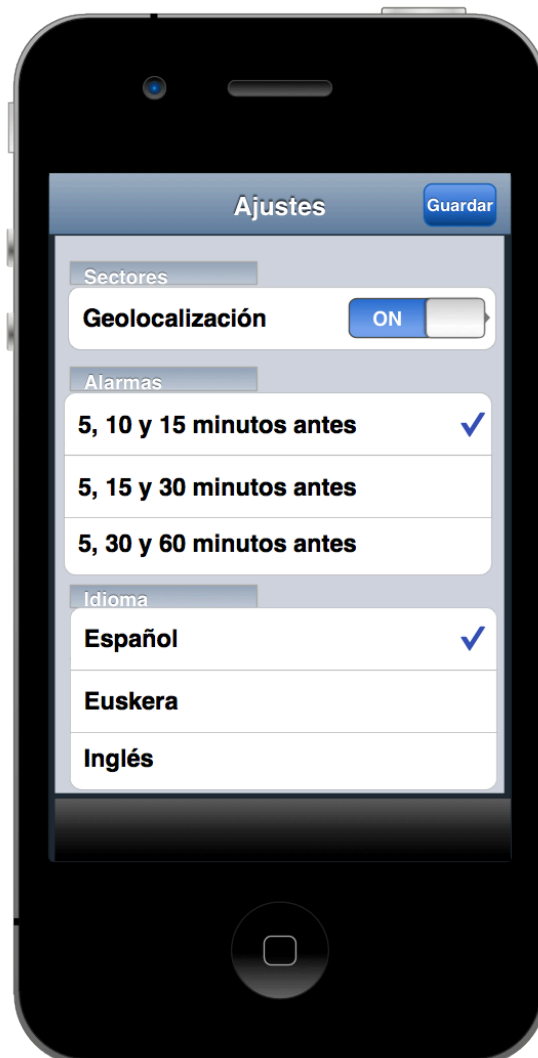 Ajustes
Guardar
Sectores
Geolocalización
ON
Alarmas
5, 10 y 15 minutos antes
5, 15 y 30 minutos antes
5, 30 y 60 minutos antes
Idioma
Español
Euskera
Inglés